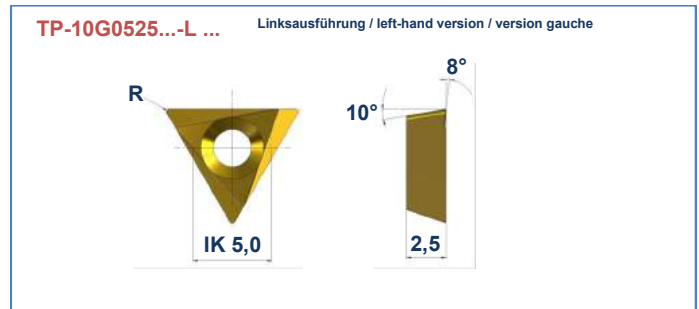 TP-10G0525...-L ... Linksausführung / left-hand version / version gauche
8°
R
10°
IK 5,0
2,5